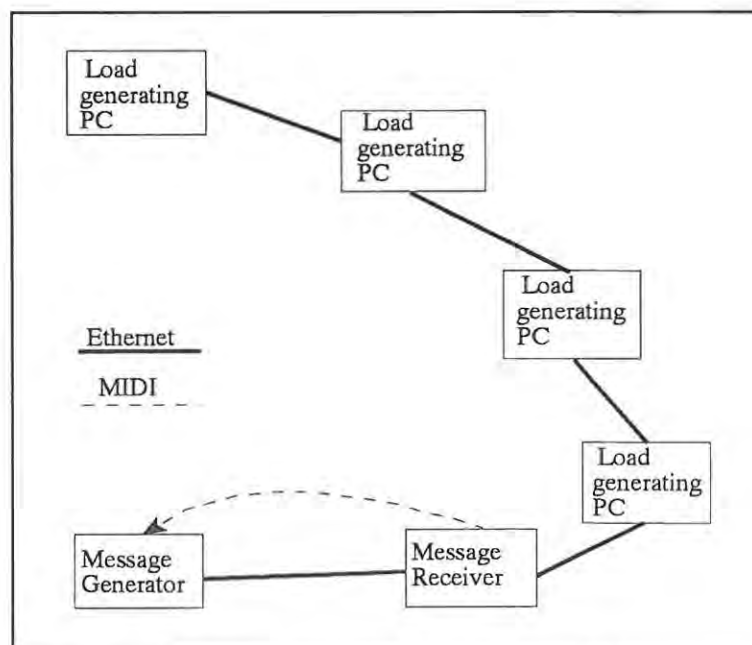 Load
generating
PC
Load
generating
PC
Load
generating
PC
Ethernet
MIDI
Load
generating
PC
Message
Generator
Message
Receiver